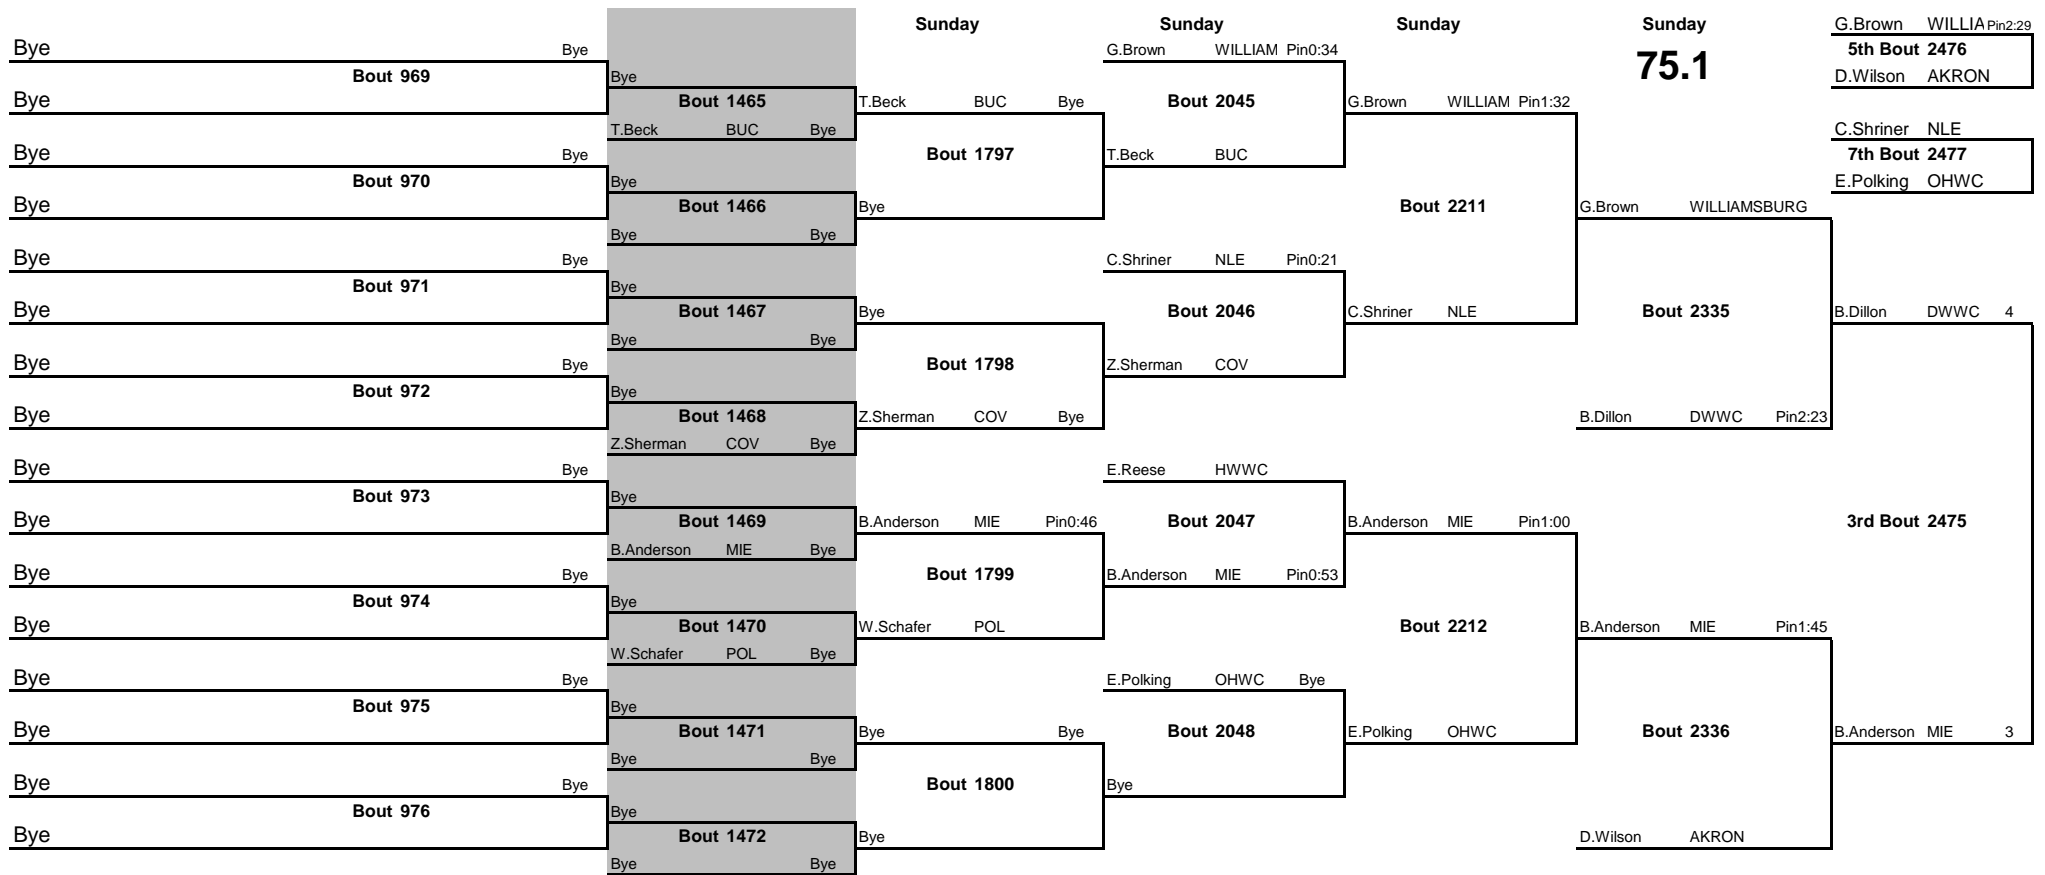 Sunday Sunday Sunday Sunday G.Brown WILLIA Pin2:29
Bye Bye G.Brown WILLIAM Pin0:34 75.1 5th Bout 2476
Bout 969 Bye D.Wilson AKRON
Bye Bout 1465 T.Beck BUC Bye Bout 2045 G.Brown WILLIAM Pin1:32
T.Beck BUC Bye C.Shriner NLE
Bye Bye Bout 1797 T.Beck BUC 7th Bout 2477
Bout 970 Bye E.Polking OHWC
Bye Bout 1466 Bye Bout 2211 G.Brown WILLIAMSBURG
Bye Bye
Bye Bye C.Shriner NLE Pin0:21
Bout 971 Bye
Bye Bout 1467 Bye Bout 2046 C.Shriner NLE Bout 2335 B.Dillon DWWC 4
Bye Bye
Bye Bye Bout 1798 Z.Sherman COV
Bout 972 Bye
Bye Bout 1468 Z.Sherman COV Bye B.Dillon DWWC Pin2:23
Z.Sherman COV Bye
Bye Bye E.Reese HWWC
Bout 973 Bye
Bye Bout 1469 B.Anderson MIE Pin0:46 Bout 2047 B.Anderson MIE Pin1:00 3rd Bout 2475
B.Anderson MIE Bye
Bye Bye Bout 1799 B.Anderson MIE Pin0:53
Bout 974 Bye
Bye Bout 1470 W.Schafer POL Bout 2212 B.Anderson MIE Pin1:45
W.Schafer POL Bye
Bye Bye E.Polking OHWC Bye
Bout 975 Bye
Bye Bout 1471 Bye Bye Bout 2048 E.Polking OHWC Bout 2336 B.Anderson MIE 3
Bye Bye
Bye Bye Bout 1800 Bye
Bout 976 Bye
Bye Bout 1472 Bye D.Wilson AKRON
Bye Bye